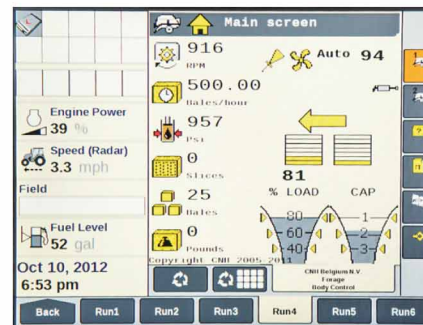 Main screen
916
RPM
Auto 94
500.00
Bales/hour
Engine Power
39 %
957
Psi
Speed (Radar)
3.3 mph
0
Slices
81
% LOAD
CAP
Field
25
Bales
80
60
40
1
2
3
Fuel Level
52 gal
0
Pounds
Copyright CNH 2005-2011
Oct 10, 2012
6:53 pm
CNH Belgium N.V.
Forage
Body Control
Back
Run1
Run2
Run3
Run4
Run5
Run6